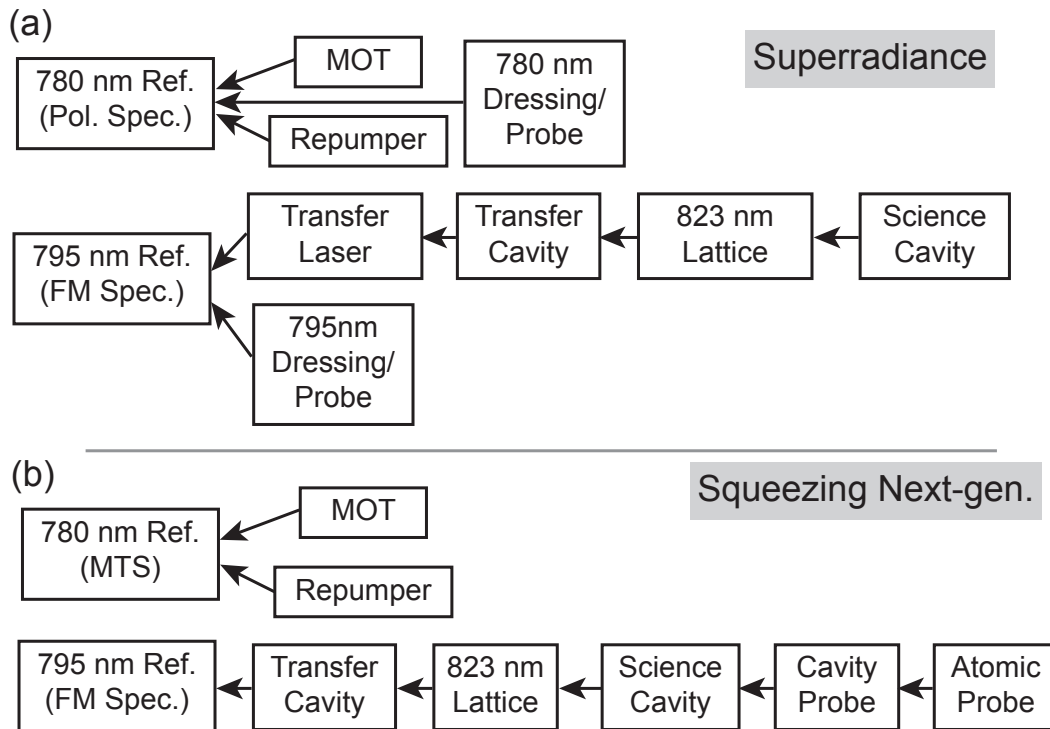 (a)
Superradiance
780 nm Ref.
(Pol. Spec.)
MOT
Repumper
780 nm
Dressing/
Probe
795 nm Ref.
(FM Spec.)
Transfer
Laser
Transfer
Cavity
823 nm
Lattice
Science
Cavity
795nm
Dressing/
Probe
(b)
Squeezing Next-gen.
780 nm Ref.
(MTS)
MOT
Repumper
795 nm Ref.
(FM Spec.)
Transfer
Cavity
823 nm
Lattice
Science
Cavity
Cavity
Probe
Atomic
Probe